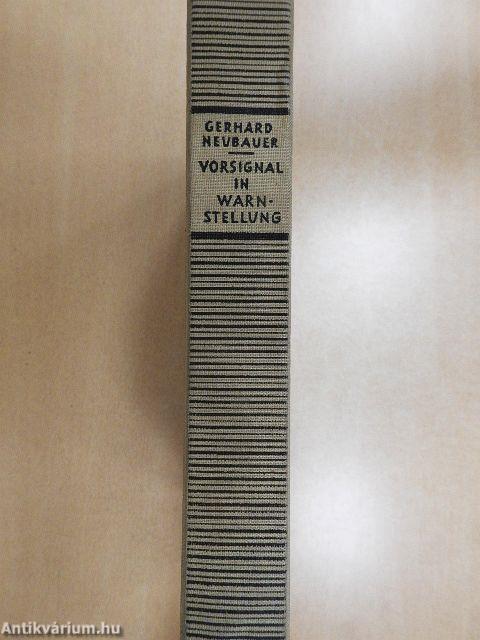 GERHARD
NEUBAUER
VORSIGNAL
IN
WARN-
STELLUNG
Antikvárium.hu